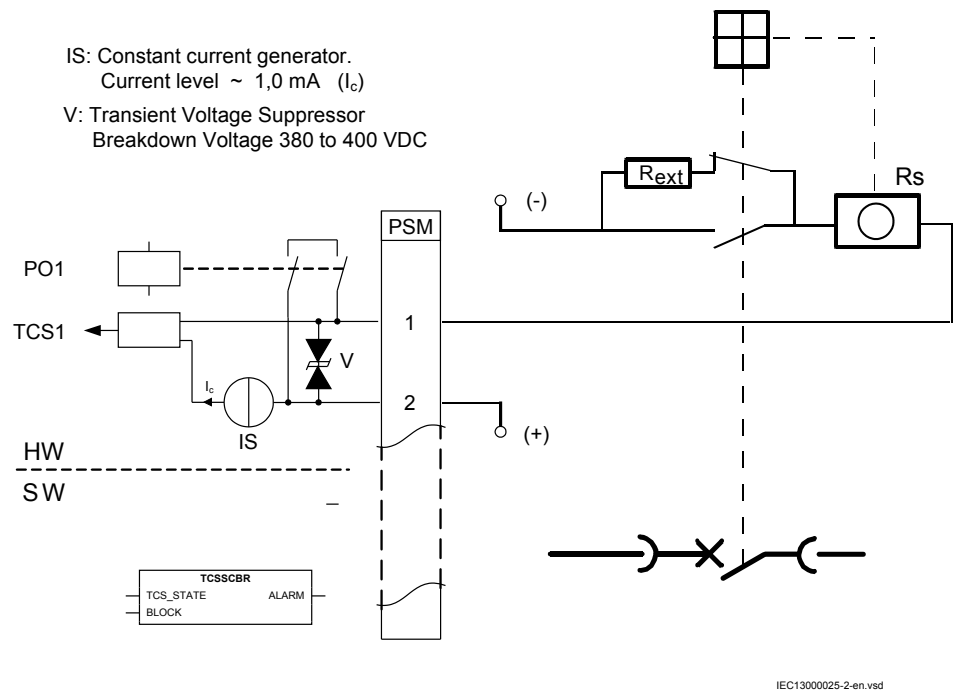 IS: Constant current generator.
Current level ~ 1,0 mA (Ic)
V: Transient Voltage Suppressor
Breakdown Voltage 380 to 400 VDC
Rext
Rs
(-)
PSM
PO1
TCS1
1
V
Ic
2
IS
(+)
HW
SW
TCSSCBR
TCS_STATE ALARM
BLOCK
IEC13000025-2-en.vsd